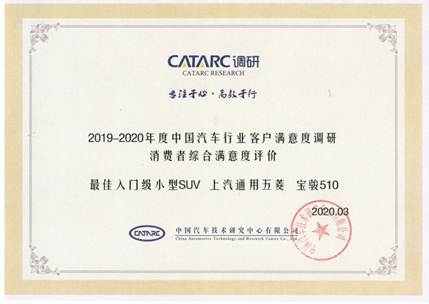 CATARC调研
CATARC RESEARCH
专注于心·高效于行
2019-2020年度中国汽车行业客户满意度调研
消费者综合满意度评价
最佳入门级小型SUV 上汽通用五菱 宝骏510
2020.03
CATARC 中国汽车技术研究中心有限公司
China Automotive Technology and Research Center Co., Ltd.